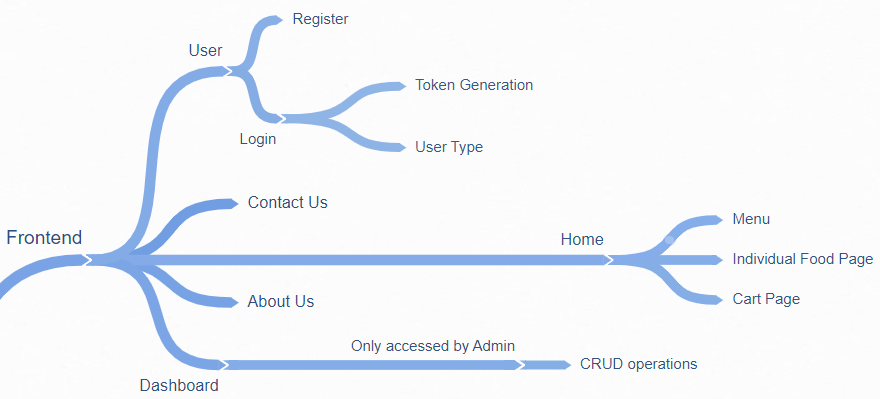 Register
User
Token Generation
Login
User Type
Contact Us
Frontend
Home
Menu
Individual Food Page
Cart Page
About Us
Only accessed by Admin
CRUD operations
Dashboard